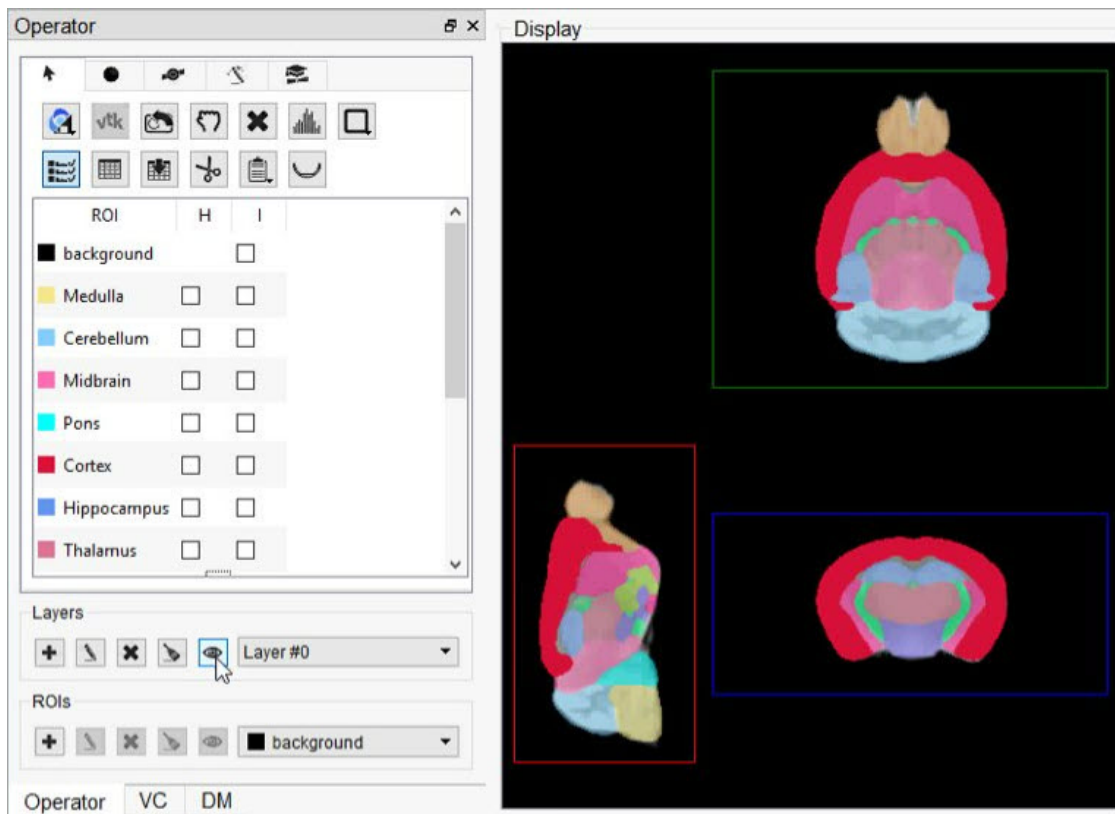 Operator
Display
vtk
ROI H I
background
Medulla
Cerebellum
Midbrain
Pons
Cortex
Hippocampus
Thalamus
Layers
Layer #0
ROIs
background
Operator VC DM